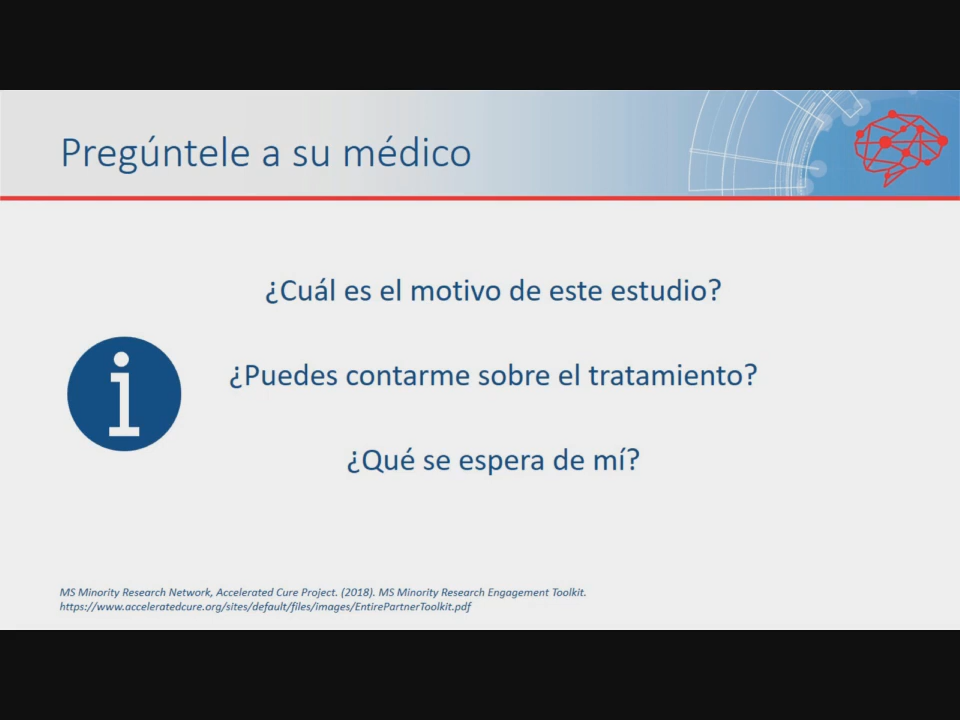 Pregúntele a su médico
¿Cuál es el motivo de este estudio?
¿Puedes contarme sobre el tratamiento?
¿Qué se espera de mí?
MS Minority Research Network, Accelerated Cure Project. (2018). MS Minority Research Engagement Toolkit.
https://www.acceleratedcure.org/sites/default/files/images/EntirePartnerToolkit.pdf